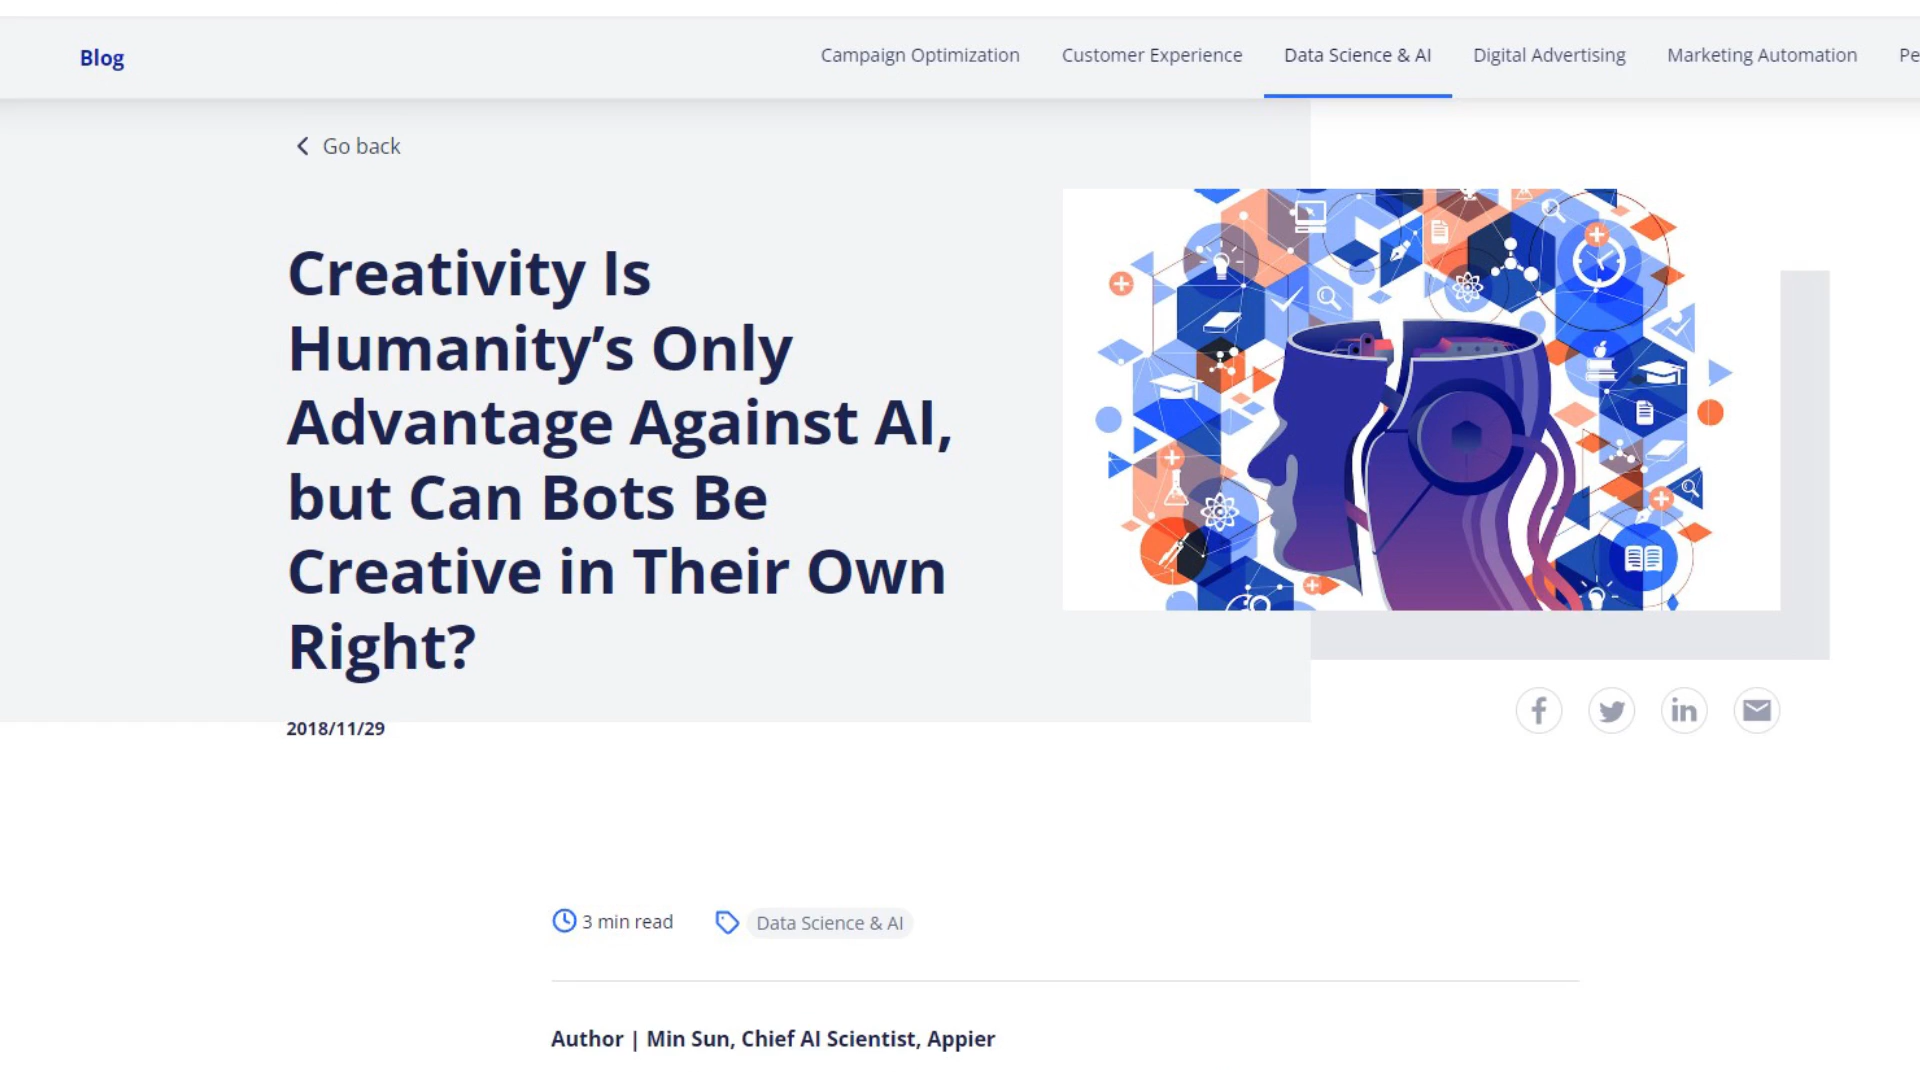 Blog
Campaign Optimization
Customer Experience
Data Science & AI
Digital Advertising
Marketing Automation
Pe
Go back
Creativity Is
Humanity’s Only
Advantage Against AI,
but Can Bots Be
Creative in Their Own
Right?
2018/11/29
3 min read
Data Science & AI
Author | Min Sun, Chief AI Scientist, Appier